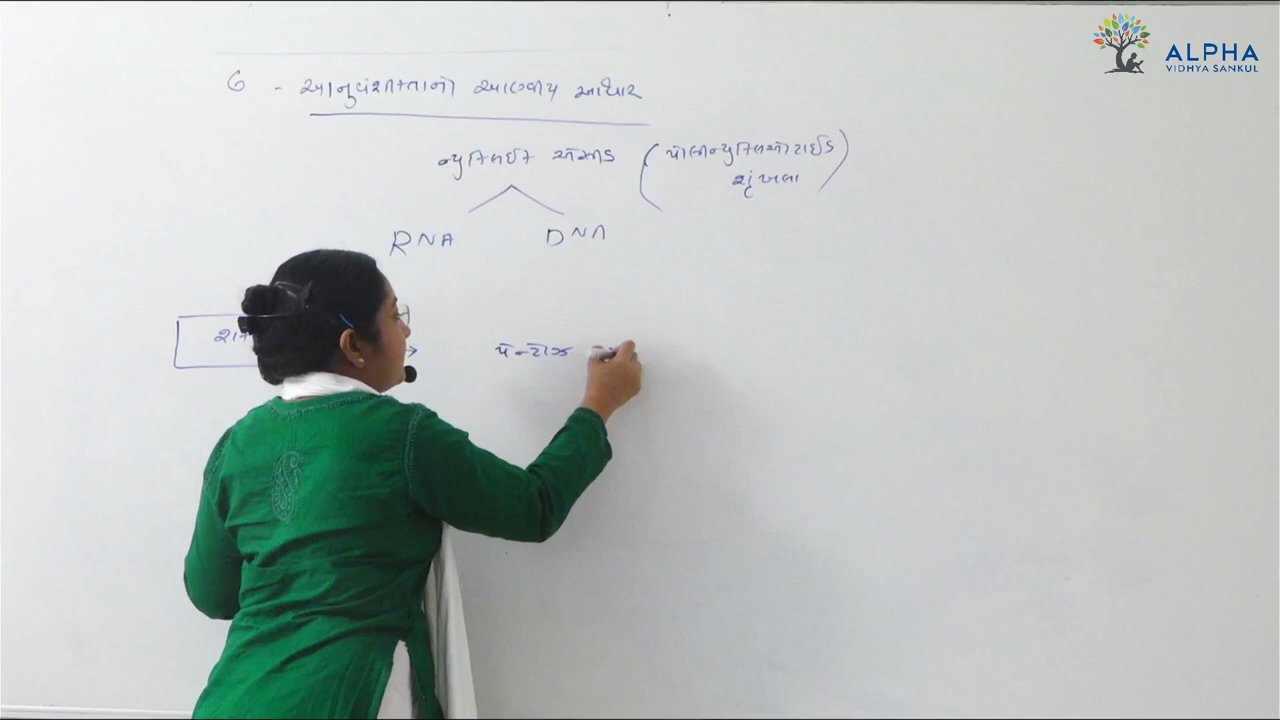 ALPHA
VIDHYA SANKUL
6 - આનુવંશીકતાનો આણ્વીય આધાર
ન્યુક્લિઈક એસીડ (પોલીન્યુક્લિઓટાઈડ
શૃંખલા)
RNA DNA
પેન્ટોઝ